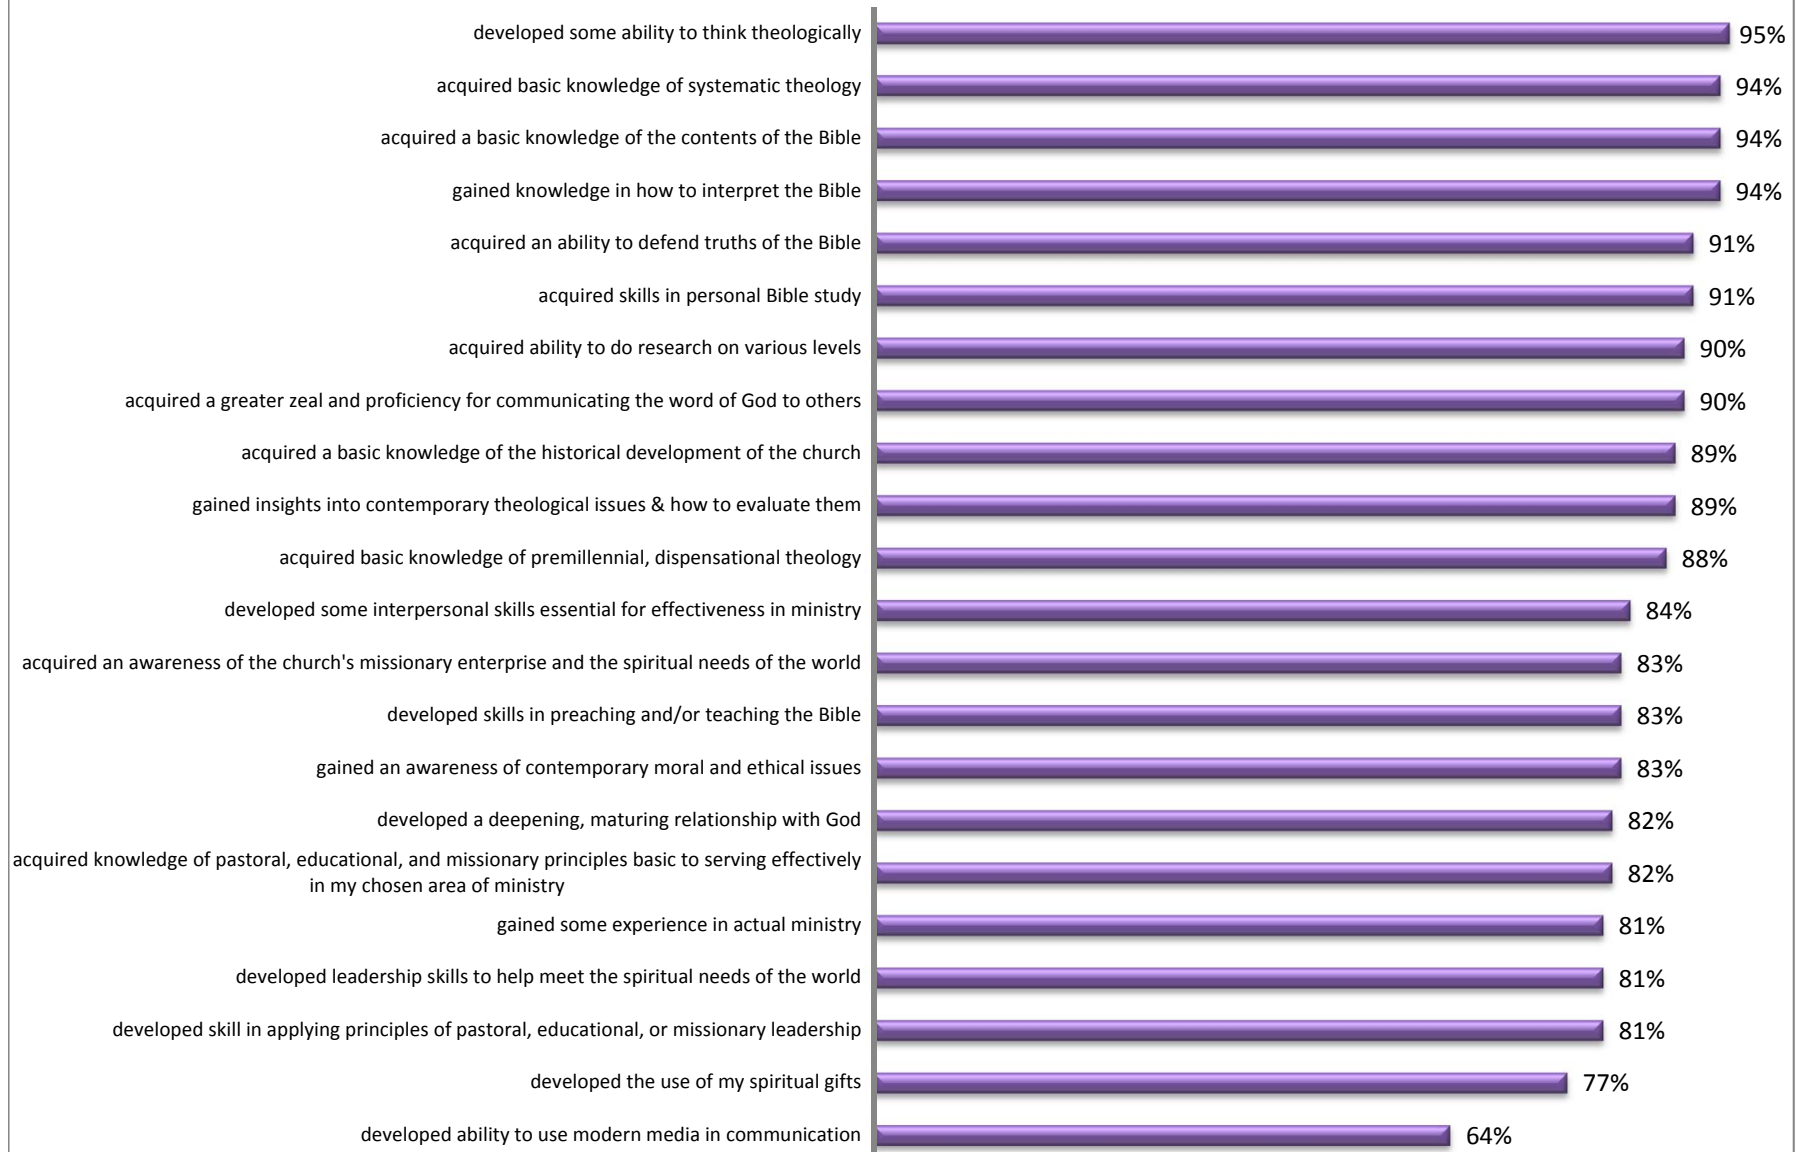 developed some ability to think theologically 95%
acquired basic knowledge of systematic theology 94%
acquired a basic knowledge of the contents of the Bible 94%
gained knowledge in how to interpret the Bible 94%
acquired an ability to defend truths of the Bible 91%
acquired skills in personal Bible study 91%
acquired ability to do research on various levels 90%
acquired a greater zeal and proficiency for communicating the word of God to others 90%
acquired a basic knowledge of the historical development of the church 89%
gained insights into contemporary theological issues & how to evaluate them 89%
acquired basic knowledge of premillennial, dispensational theology 88%
developed some interpersonal skills essential for effectiveness in ministry 84%
acquired an awareness of the church's missionary enterprise and the spiritual needs of the world 83%
developed skills in preaching and/or teaching the Bible 83%
gained an awareness of contemporary moral and ethical issues 83%
developed a deepening, maturing relationship with God 82%
acquired knowledge of pastoral, educational, and missionary principles basic to serving effectively
in my chosen area of ministry 82%
gained some experience in actual ministry 81%
developed leadership skills to help meet the spiritual needs of the world 81%
developed skill in applying principles of pastoral, educational, or missionary leadership 81%
developed the use of my spiritual gifts 77%
developed ability to use modern media in communication 64%